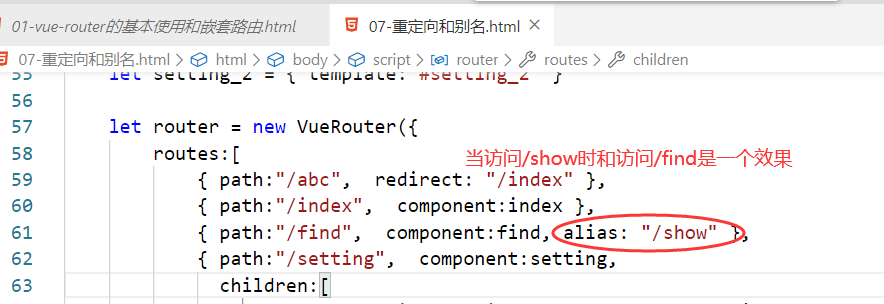 01-vue-router的基本使用和嵌套路由.html 07-重定向和别名.html ×
07-重定向和别名.html > html > body > script > router > routes > children
55 let setting_2 = { template: "#setting_2" }
56
57 let router = new VueRouter({
58 routes:[
当访问/show时和访问/find是一个效果
59 { path:"/abc", redirect: "/index" },
60 { path:"/index", component:index },
61 { path:"/find", component:find, alias: "/show" },
62 { path:"/setting", component:setting,
63 children:[